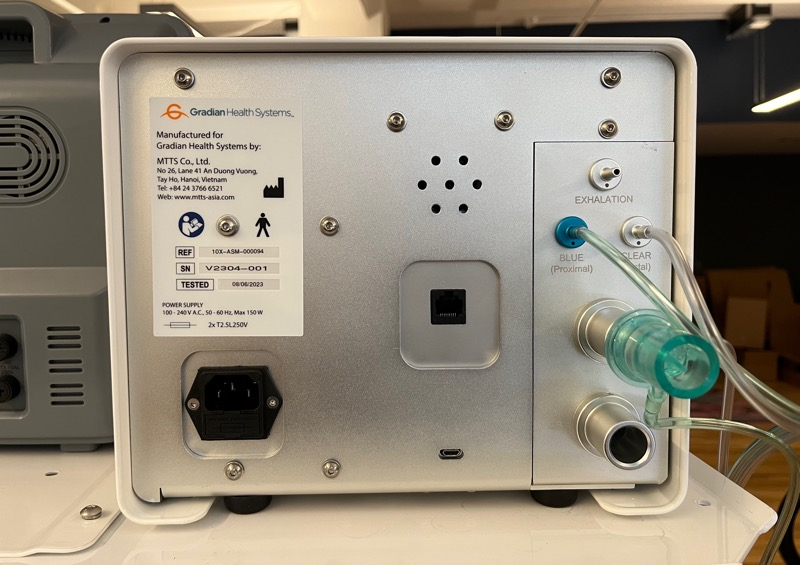 Gradian Health Systems
Manufactured for
Gradian Health Systems by:
MTTS Co., Ltd.
No 26, Lane 41 An Duong Vuong,
Tay Ho, Hanoi, Vietnam
Tel: +84 24 3766 6521
Web: www.mtts-asia.com
REF 10X-ASM-000094
SN V2304-001
TESTED 08/06/2023
POWER SUPPLY
100 - 240 V A.C., 50 - 60 Hz, Max 150 W
2x T2.5L250V
EXHALATION
BLUE
(Proximal)
CLEAR